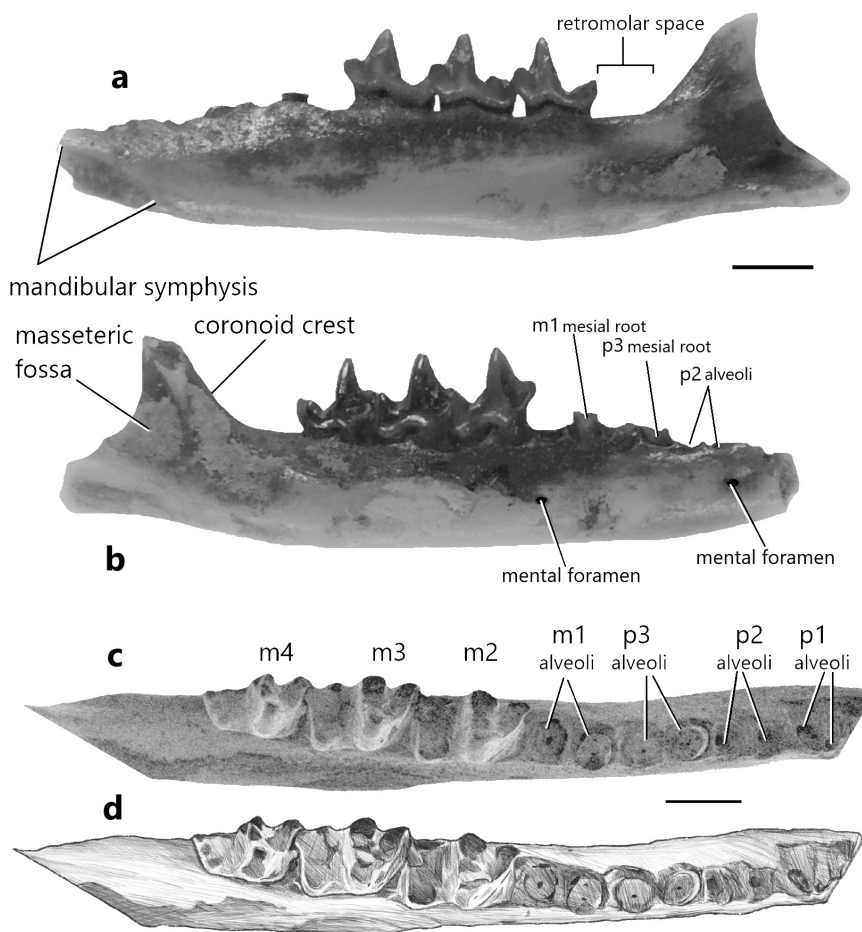 retromolar space
a
mandibular symphysis
masseteric
fossa
coronoid crest
m1 mesial root
p3 mesial root
p2 alveoli
b
mental foramen
mental foramen
c
m4
m3
m2
m1
alveoli
p3
alveoli
p2
alveoli
p1
alveoli
d